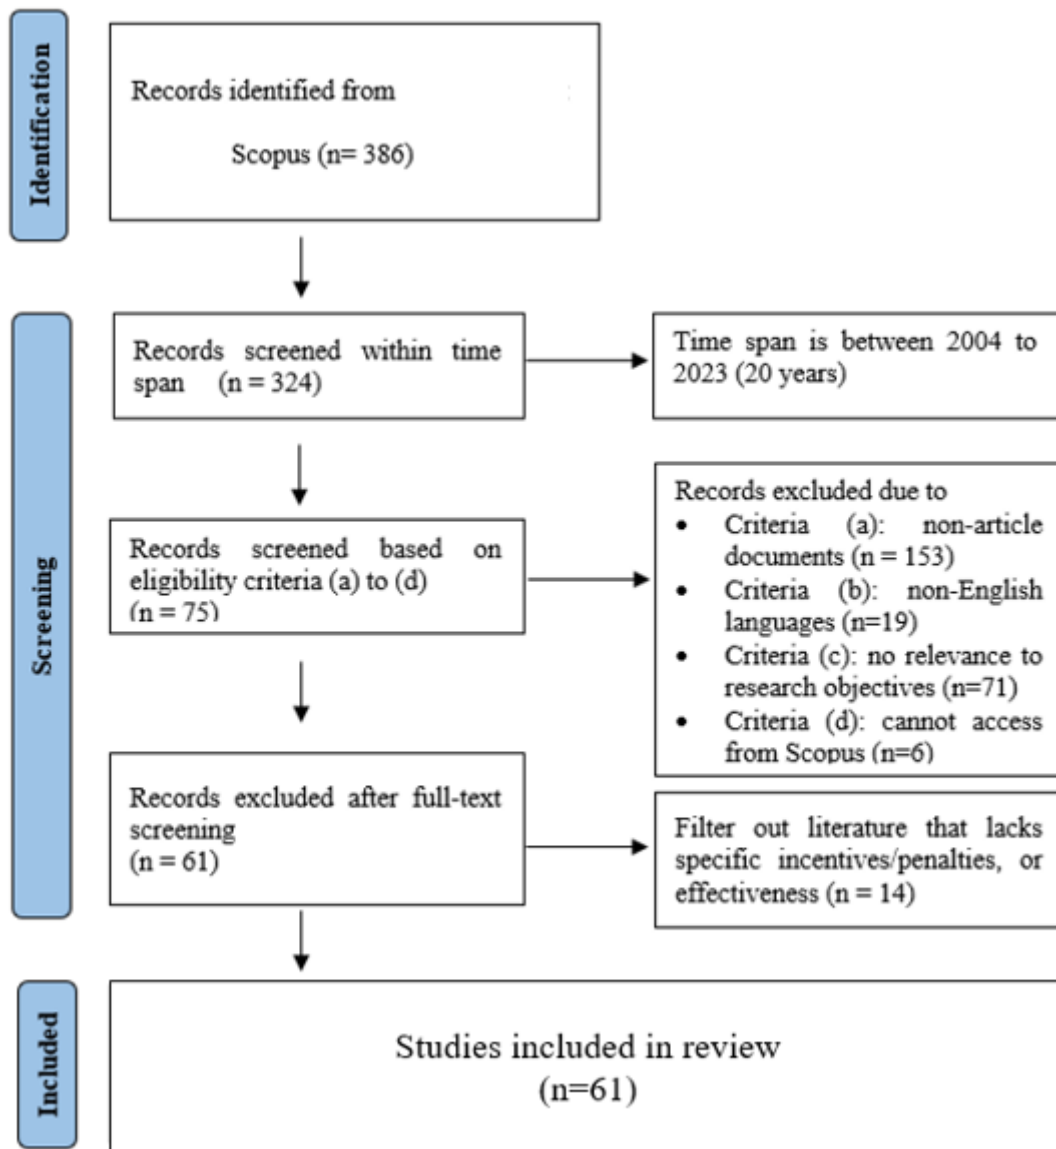 Identification
Records identified from
Scopus (n= 386)
Screening
Records screened within time
span (n = 324)
Time span is between 2004 to
2023 (20 years)
Records screened based on
eligibility criteria (a) to (d)
(n = 75)
Records excluded due to
• Criteria (a): non-article
documents (n = 153)
• Criteria (b): non-English
languages (n=19)
• Criteria (c): no relevance to
research objectives (n=71)
• Criteria (d): cannot access
from Scopus (n=6)
Records excluded after full-text
screening
(n = 61)
Filter out literature that lacks
specific incentives/penalties, or
effectiveness (n = 14)
Included
Studies included in review
(n=61)